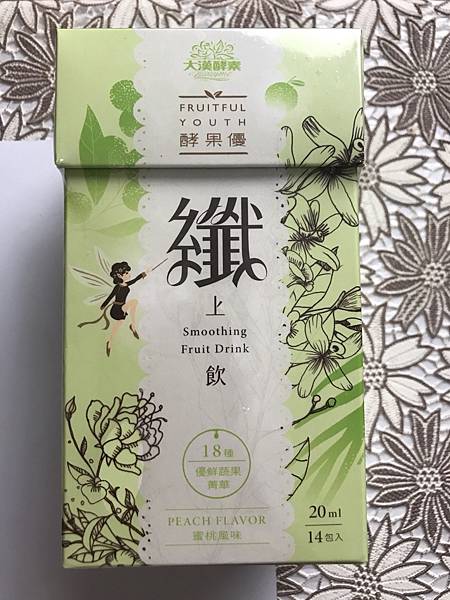 大漢酵素
FRUITFUL
YOUTH
酵果優
纖
上
Smoothing
Fruit Drink
飲
18種
優鮮蔬果
菁華
PEACH FLAVOR
蜜桃風味
20ml
14包入